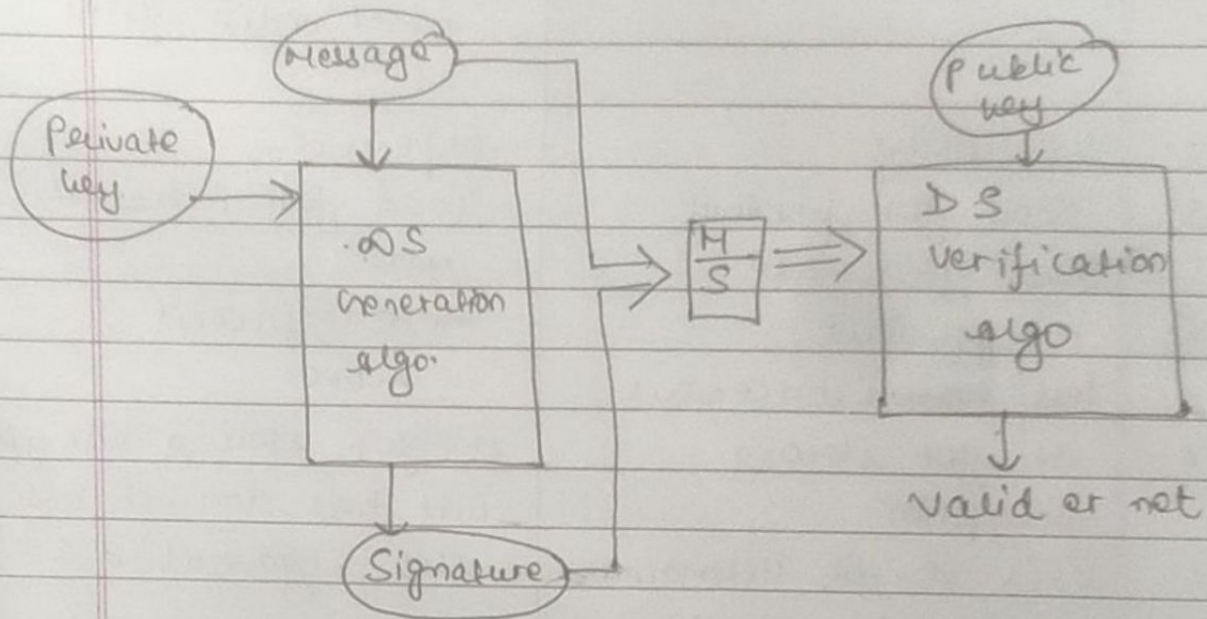 Message
Public
key
Private
key
DS
Generation
algo.
M
S
DS
verification
algo
Signature
valid or not